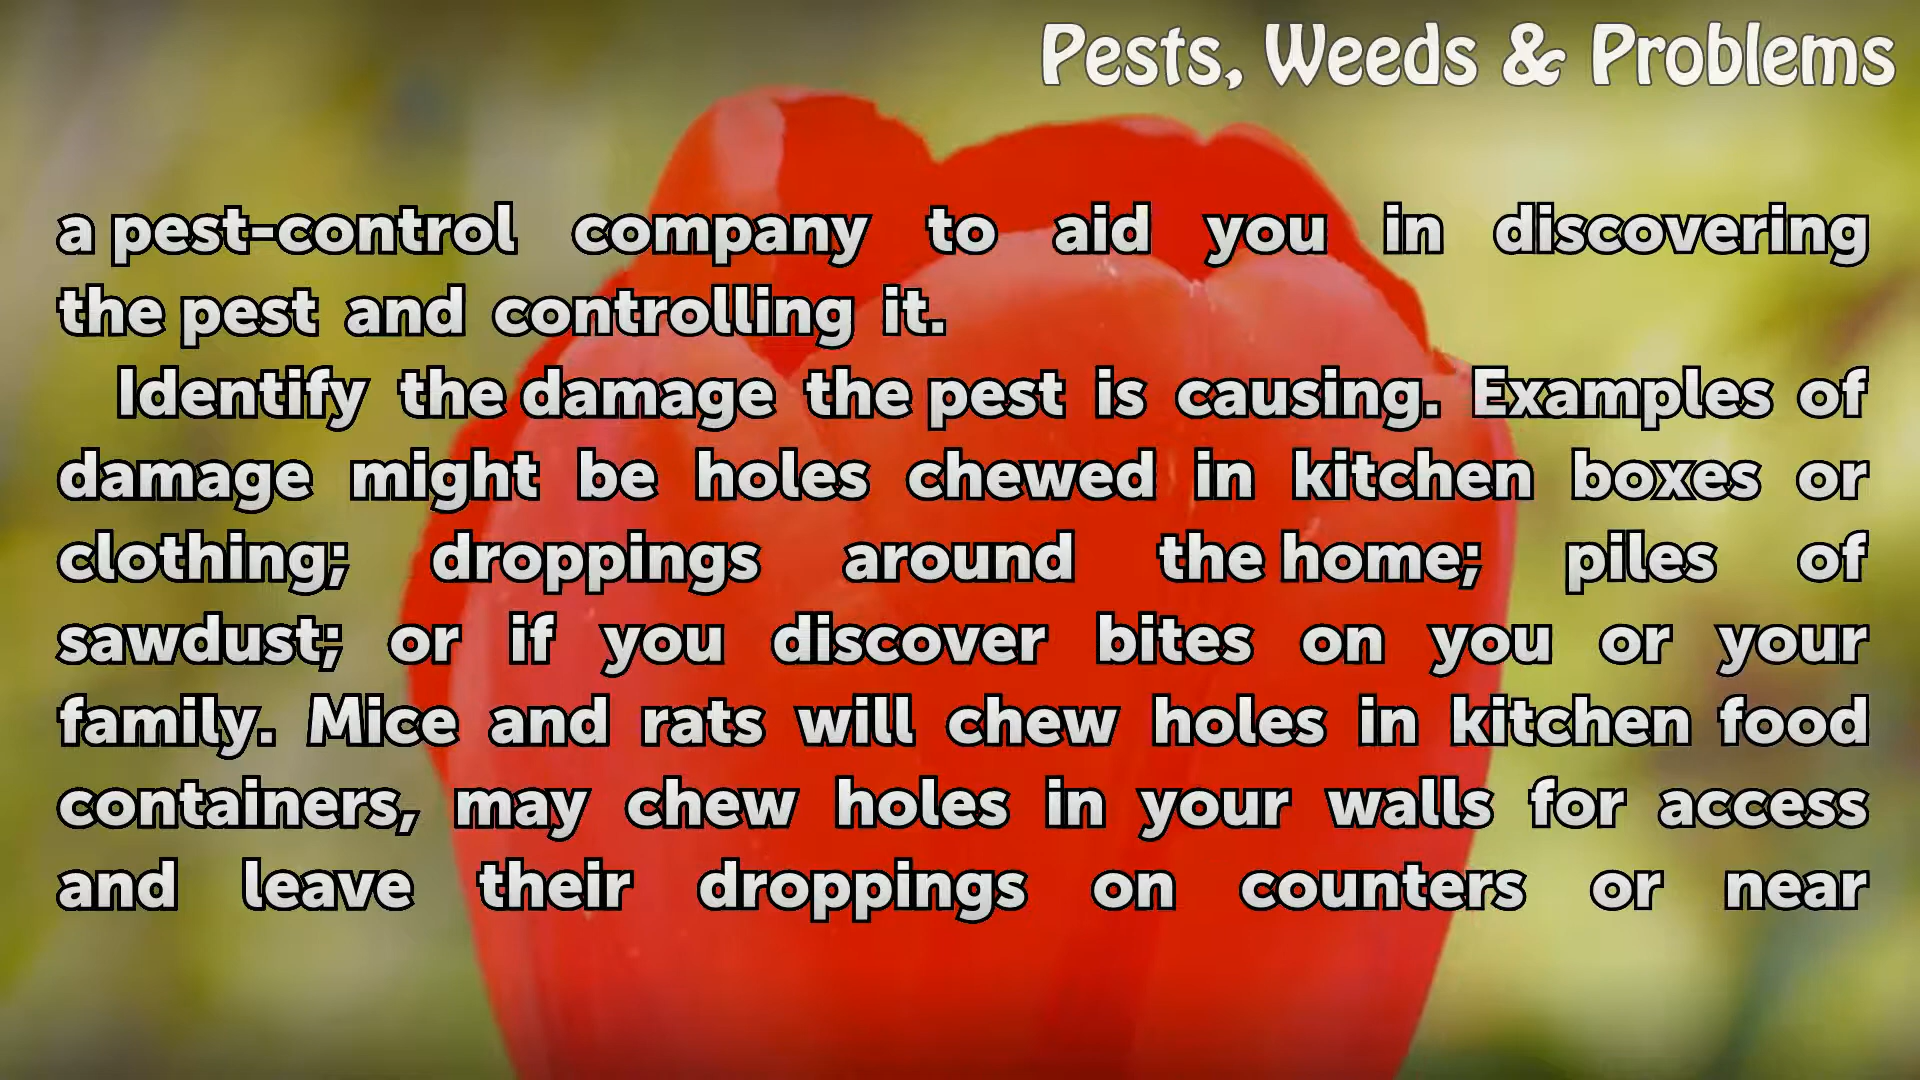 Pests, Weeds & Problems
a pest-control company to aid you in discovering
the pest and controlling it.
Identify the damage the pest is causing. Examples of
damage might be holes chewed in kitchen boxes or
clothing; droppings around the home; piles of
sawdust; or if you discover bites on you or your
family. Mice and rats will chew holes in kitchen food
containers, may chew holes in your walls for access
and leave their droppings on counters or near